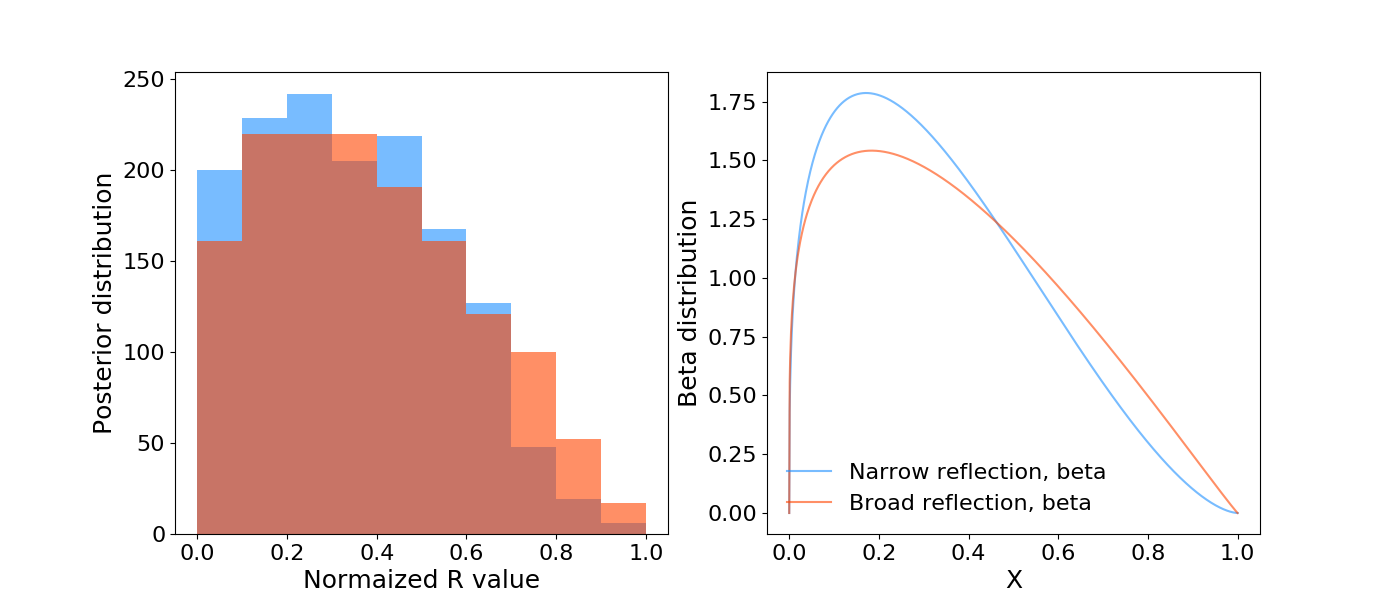 Posterior distribution
250
200
150
100
50
0
0.0 0.2 0.4 0.6 0.8 1.0
Normaized R value
Beta distribution
1.75
1.50
1.25
1.00
0.75
0.50
0.25
0.00
Narrow reflection, beta
Broad reflection, beta
0.0 0.2 0.4 0.6 0.8 1.0
X